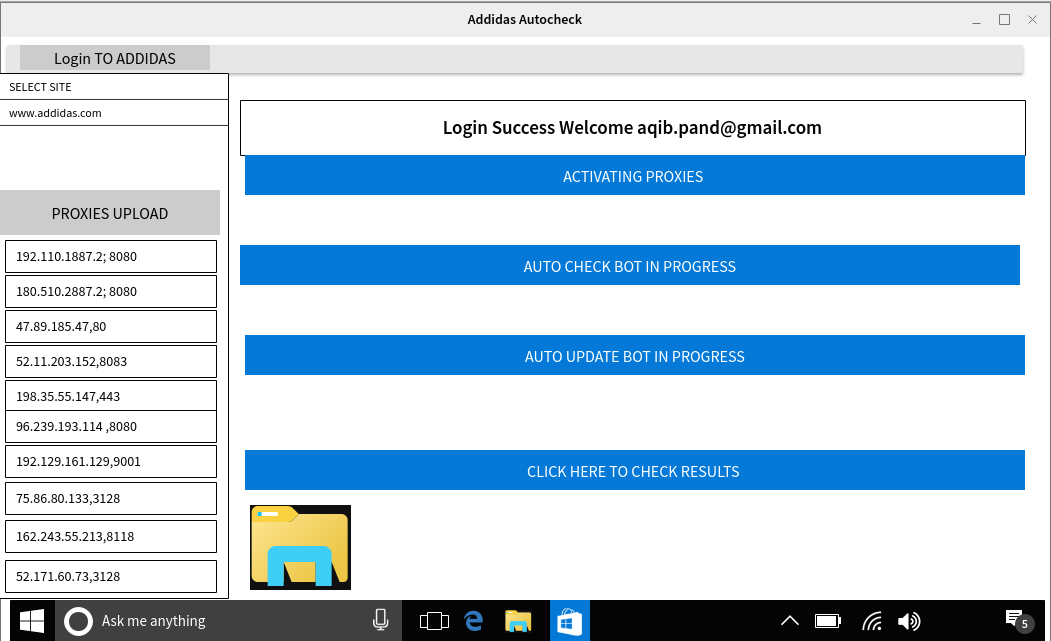 Addidas Autocheck
Login TO ADDIDAS
SELECT SITE
www.addidas.com
Login Success Welcome aqib.pand@gmail.com
ACTIVATING PROXIES
PROXIES UPLOAD
192.110.1887.2; 8080
AUTO CHECK BOT IN PROGRESS
180.510.2887.2; 8080
47.89.185.47,80
52.11.203.152,8083
AUTO UPDATE BOT IN PROGRESS
198.35.55.147,443
96.239.193.114 ,8080
192.129.161.129,9001
CLICK HERE TO CHECK RESULTS
75.86.80.133,3128
162.243.55.213,8118
52.171.60.73,3128
Ask me anything
5